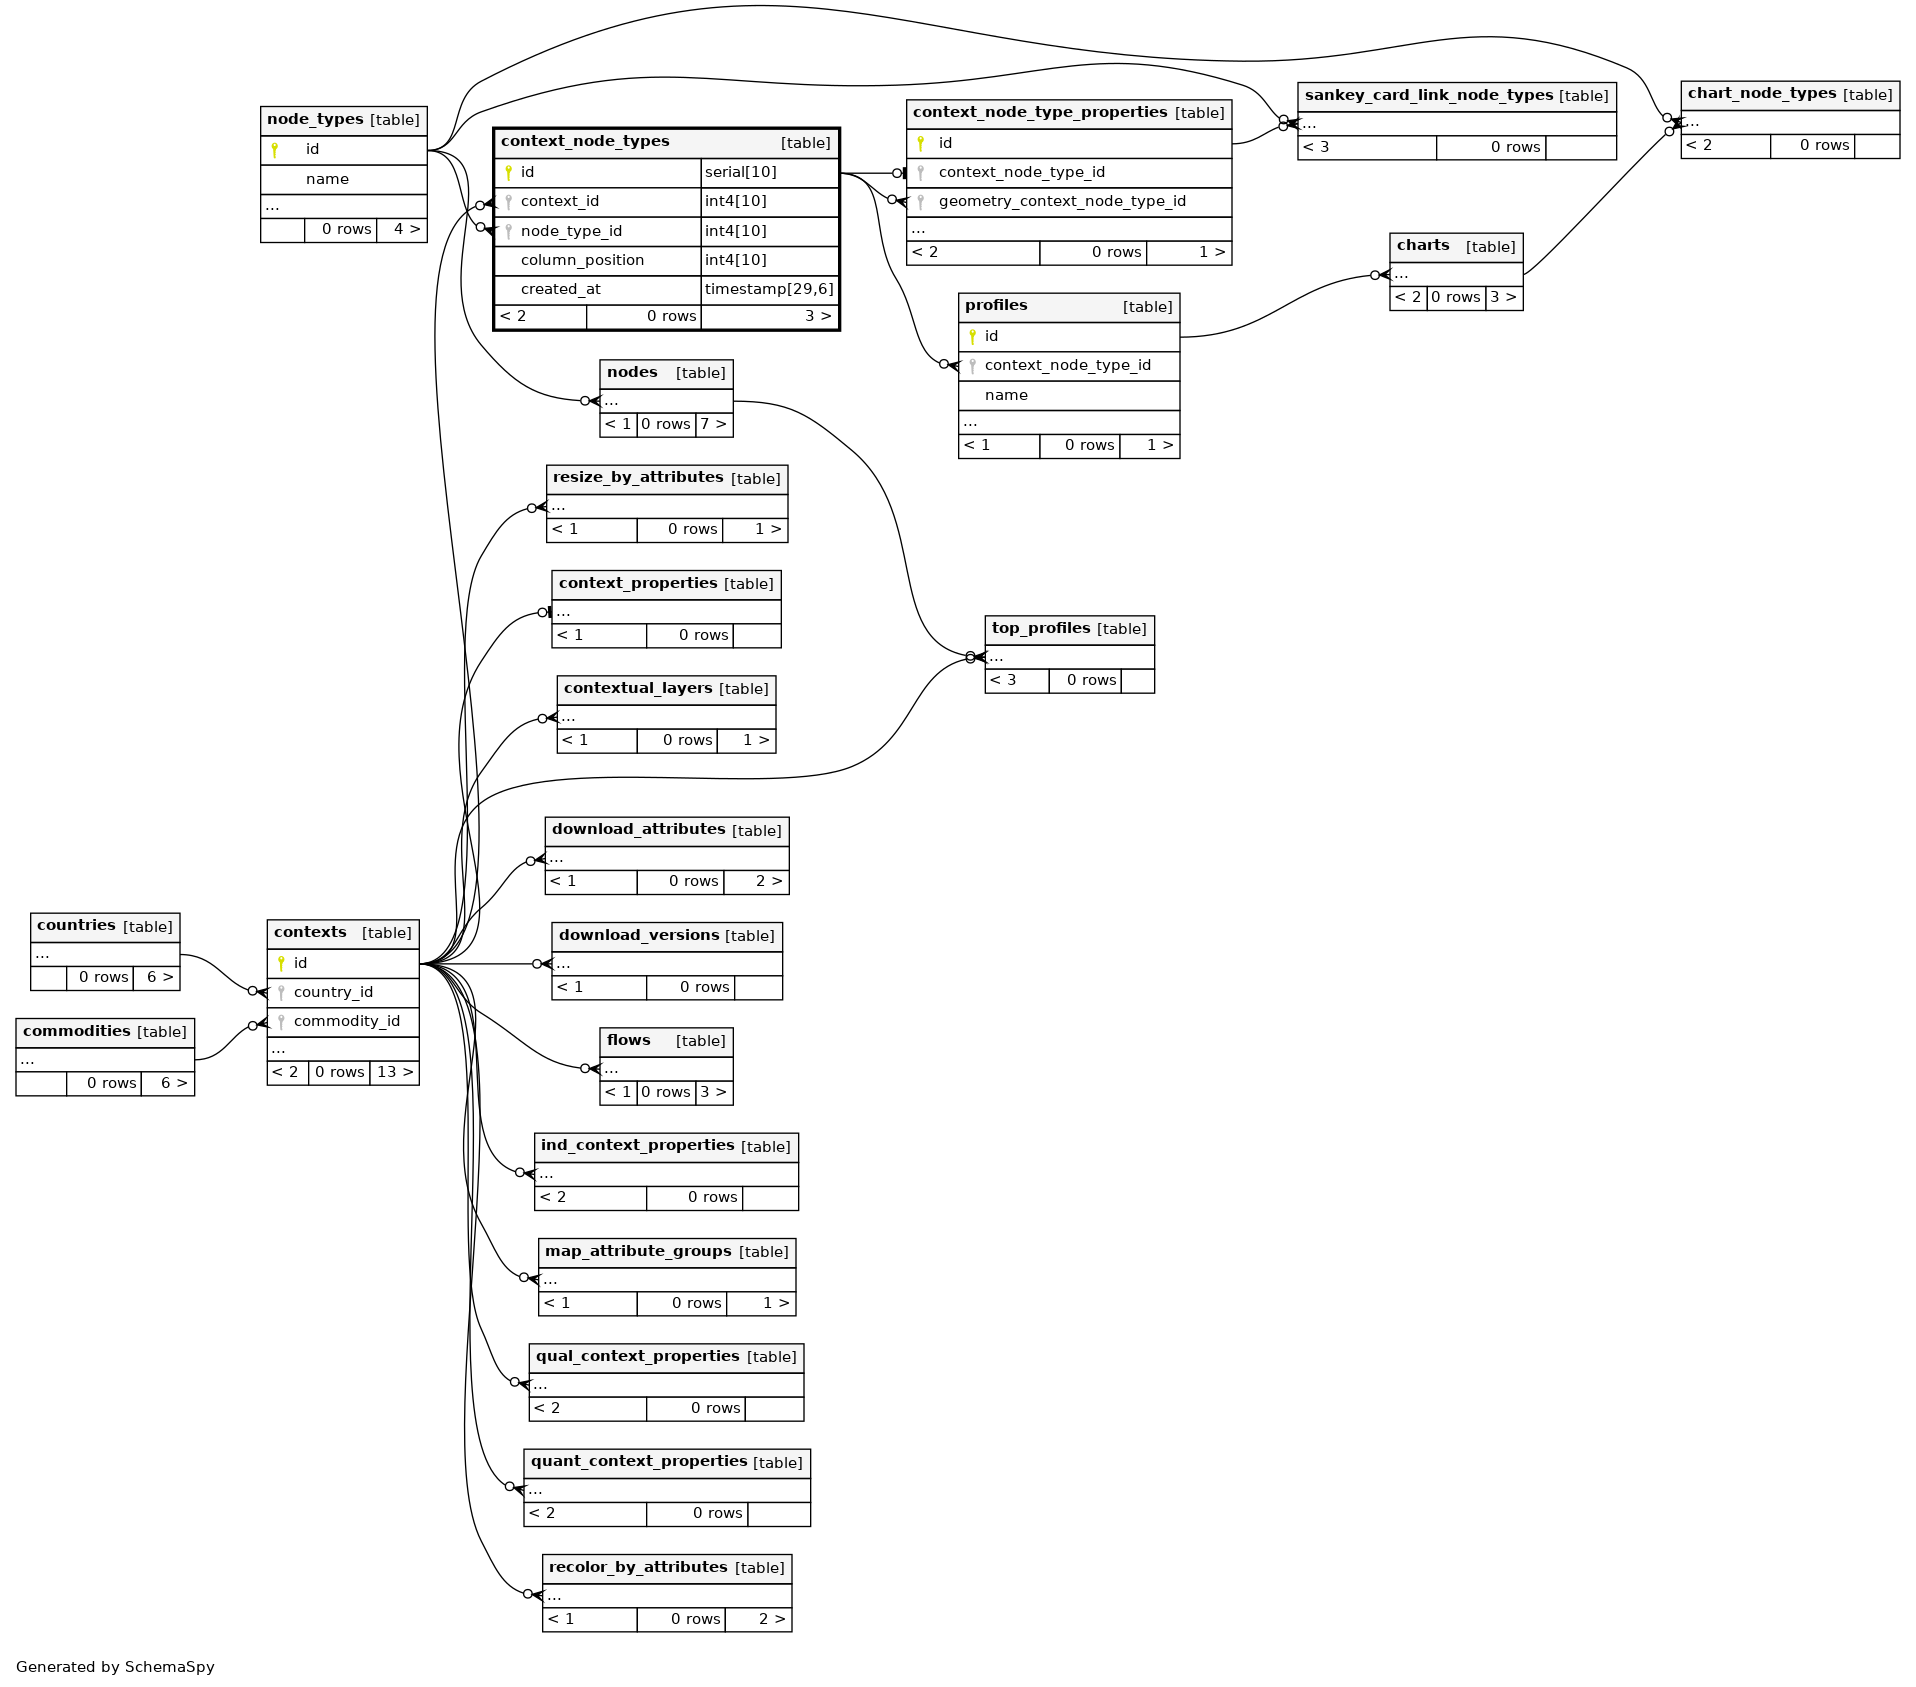 node_types [table]
id
name
...
0 rows 4 >
context_node_types [table]
id serial[10]
context_id int4[10]
node_type_id int4[10]
column_position int4[10]
created_at timestamp[29,6]
< 2 0 rows 3 >
context_node_type_properties [table]
id
context_node_type_id
geometry_context_node_type_id
...
< 2 0 rows 1 >
sankey_card_link_node_types [table]
...
< 3 0 rows
chart_node_types [table]
...
< 2 0 rows
charts [table]
...
< 2 0 rows 3 >
profiles [table]
id
context_node_type_id
name
...
< 1 0 rows 1 >
nodes [table]
...
< 1 0 rows 7 >
resize_by_attributes [table]
...
< 1 0 rows 1 >
context_properties [table]
...
< 1 0 rows
top_profiles [table]
...
< 3 0 rows
contextual_layers [table]
...
< 1 0 rows 1 >
download_attributes [table]
...
< 1 0 rows 2 >
countries [table]
...
0 rows 6 >
commodities [table]
...
0 rows 6 >
contexts [table]
id
country_id
commodity_id
...
< 2 0 rows 13 >
download_versions [table]
...
< 1 0 rows
flows [table]
...
< 1 0 rows 3 >
ind_context_properties [table]
...
< 2 0 rows
map_attribute_groups [table]
...
< 1 0 rows 1 >
qual_context_properties [table]
...
< 2 0 rows
quant_context_properties [table]
...
< 2 0 rows
recolor_by_attributes [table]
...
< 1 0 rows 2 >
Generated by SchemaSpy